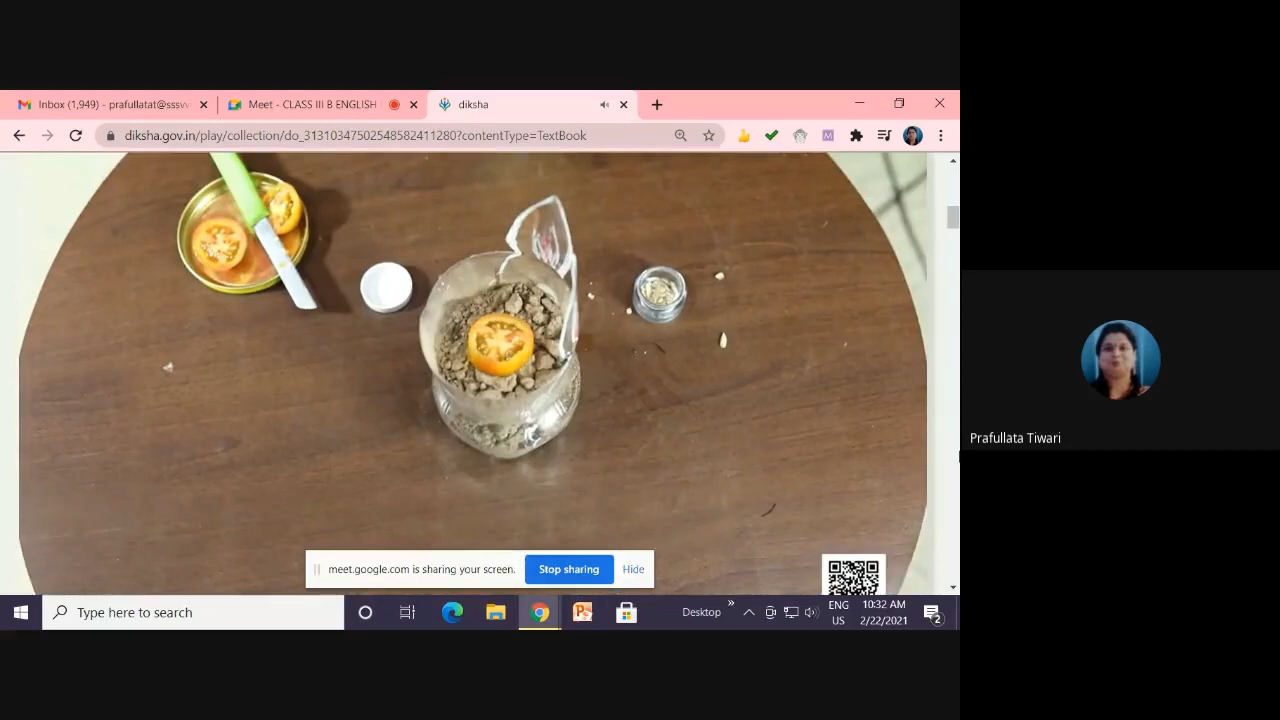 Inbox (1,949) - prafullatat@sssvv
Meet - CLASS III B ENGLISH
diksha
diksha.gov.in/play/collection/do_31310347502548582411280?contentType=TextBook
M
Prafullata Tiwari
meet.google.com is sharing your screen.
Stop sharing
Hide
Type here to search
Desktop
ENG
US
10:32 AM
2/22/2021
2